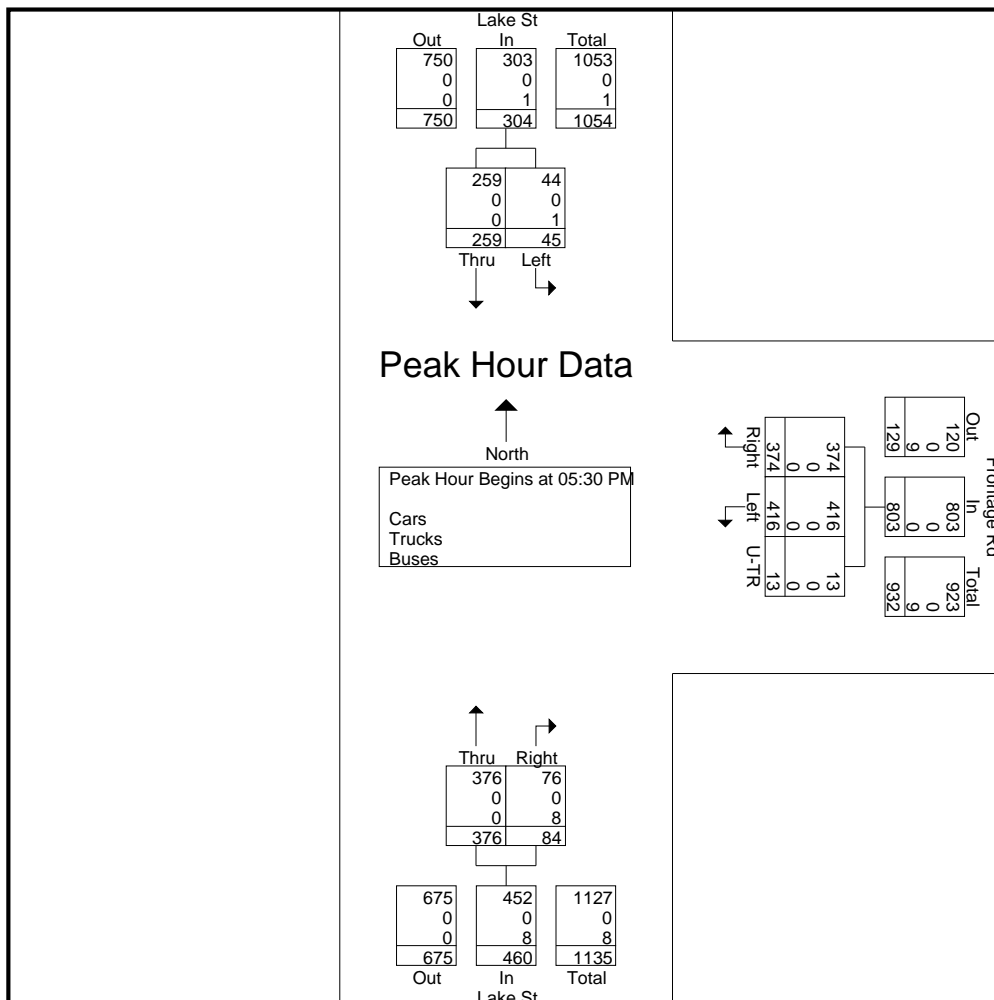 Lake St
Out In Total
750 303 1053
0 0 0
0 1 1
750 304 1054
259 44
0 0
0 1
259 45
Thru Left
Peak Hour Data
North
Peak Hour Begins at 05:30 PM
Cars
Trucks
Buses
Right Left U-TR
374 416 13
0 0 0
0 0 0
374 416 13
Frontage Rd
Out In Total
120 803 923
0 0 0
9 0 9
129 803 932
Thru Right
376 76
0 0
0 8
376 84
675 452 1127
0 0 0
0 8 8
675 460 1135
Out In Total
Lake St